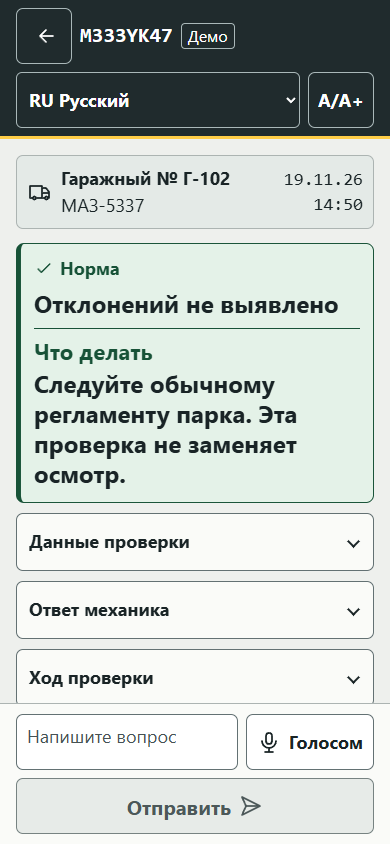 M333YK47 Демо
RU Русский
A/A+
Гаражный № Г-102
19.11.26
МАЗ-5337
14:50
Норма
Отклонений не выявлено
Что делать
Следуйте обычному
регламенту парка. Эта
проверка не заменяет
осмотр.
Данные проверки
Ответ механика
Ход проверки
Напишите вопрос
Голосом
Отправить